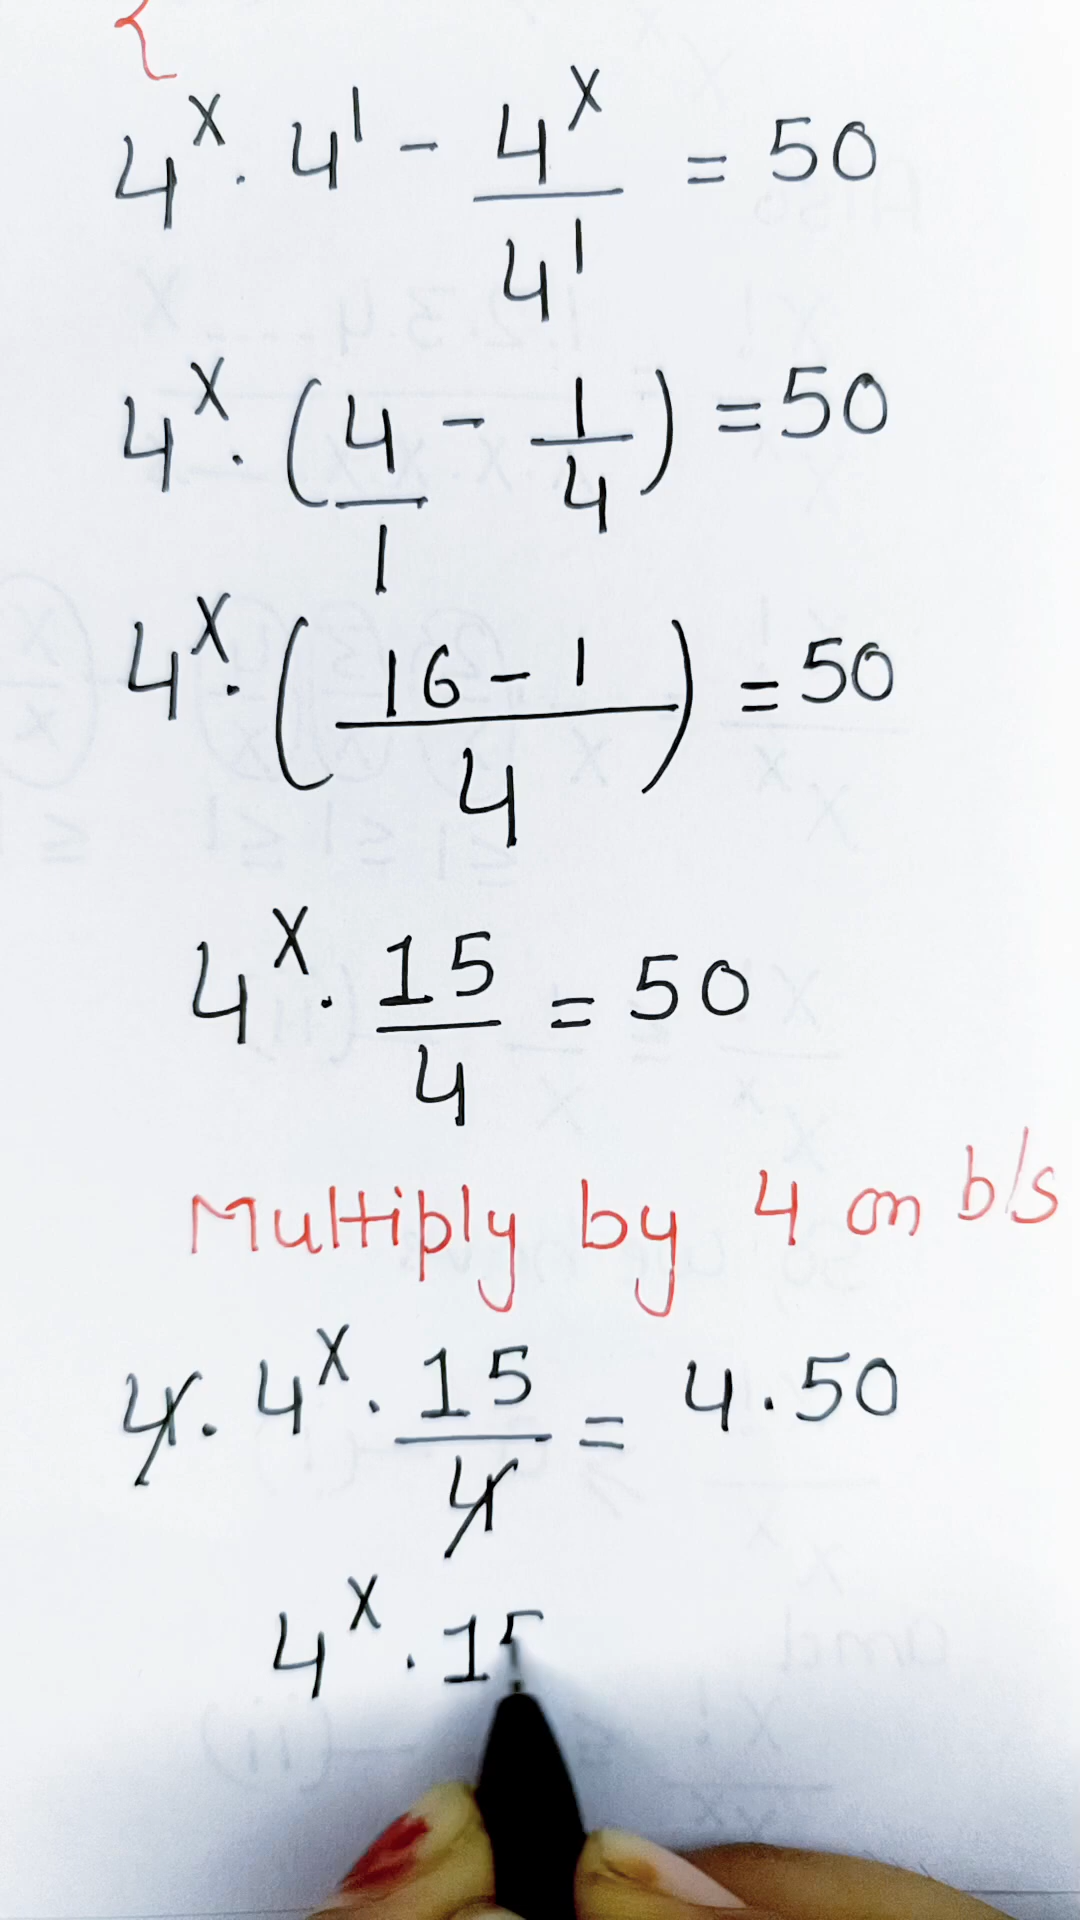 {
4^x . 4^1 - 4^x/4^1 = 50
4^x . (4/1 - 1/4) = 50
4^x . ((16 - 1)/4) = 50
4^x . 15/4 = 50
Multiply by 4 on b/s
4 . 4^x . 15/4 = 4 . 50
4^x . 15